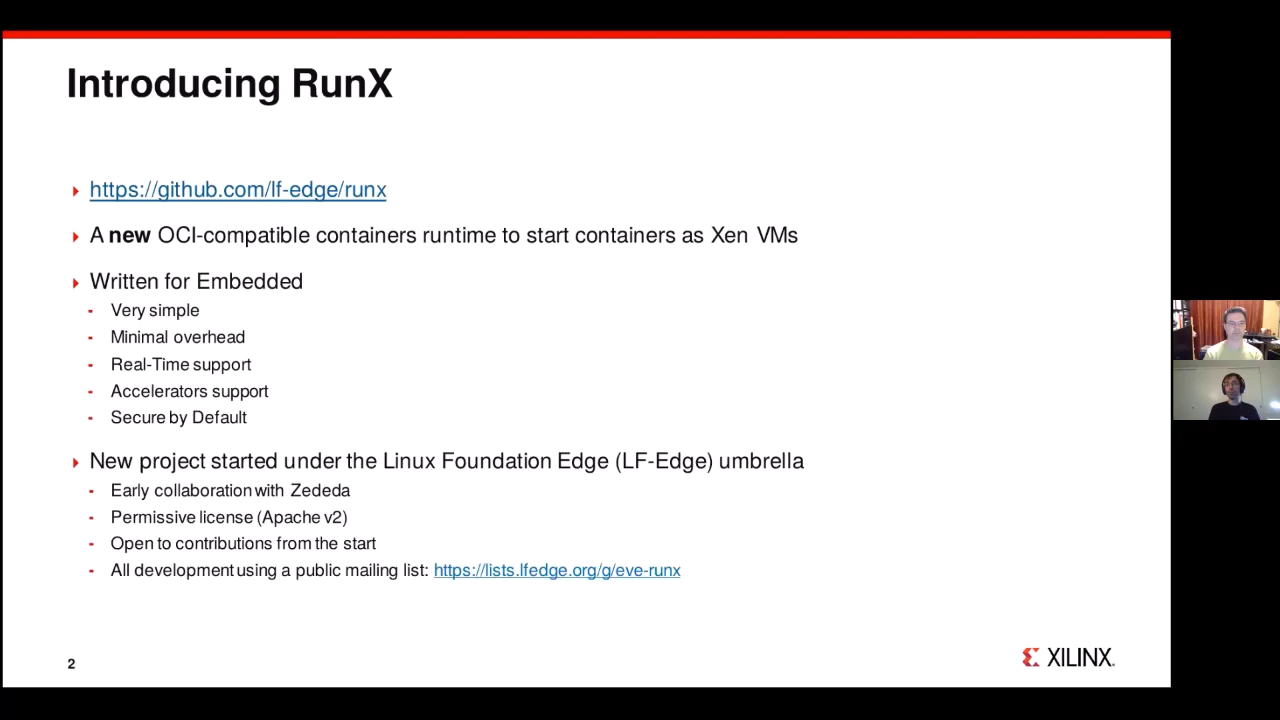 Introducing RunX
https://github.com/lf-edge/runx
A new OCI-compatible containers runtime to start containers as Xen VMs
Written for Embedded
Very simple
Minimal overhead
Real-Time support
Accelerators support
Secure by Default
New project started under the Linux Foundation Edge (LF-Edge) umbrella
Early collaboration with Zededa
Permissive license (Apache v2)
Open to contributions from the start
All development using a public mailing list: https://lists.lfedge.org/g/eve-runx
2
XILINX.